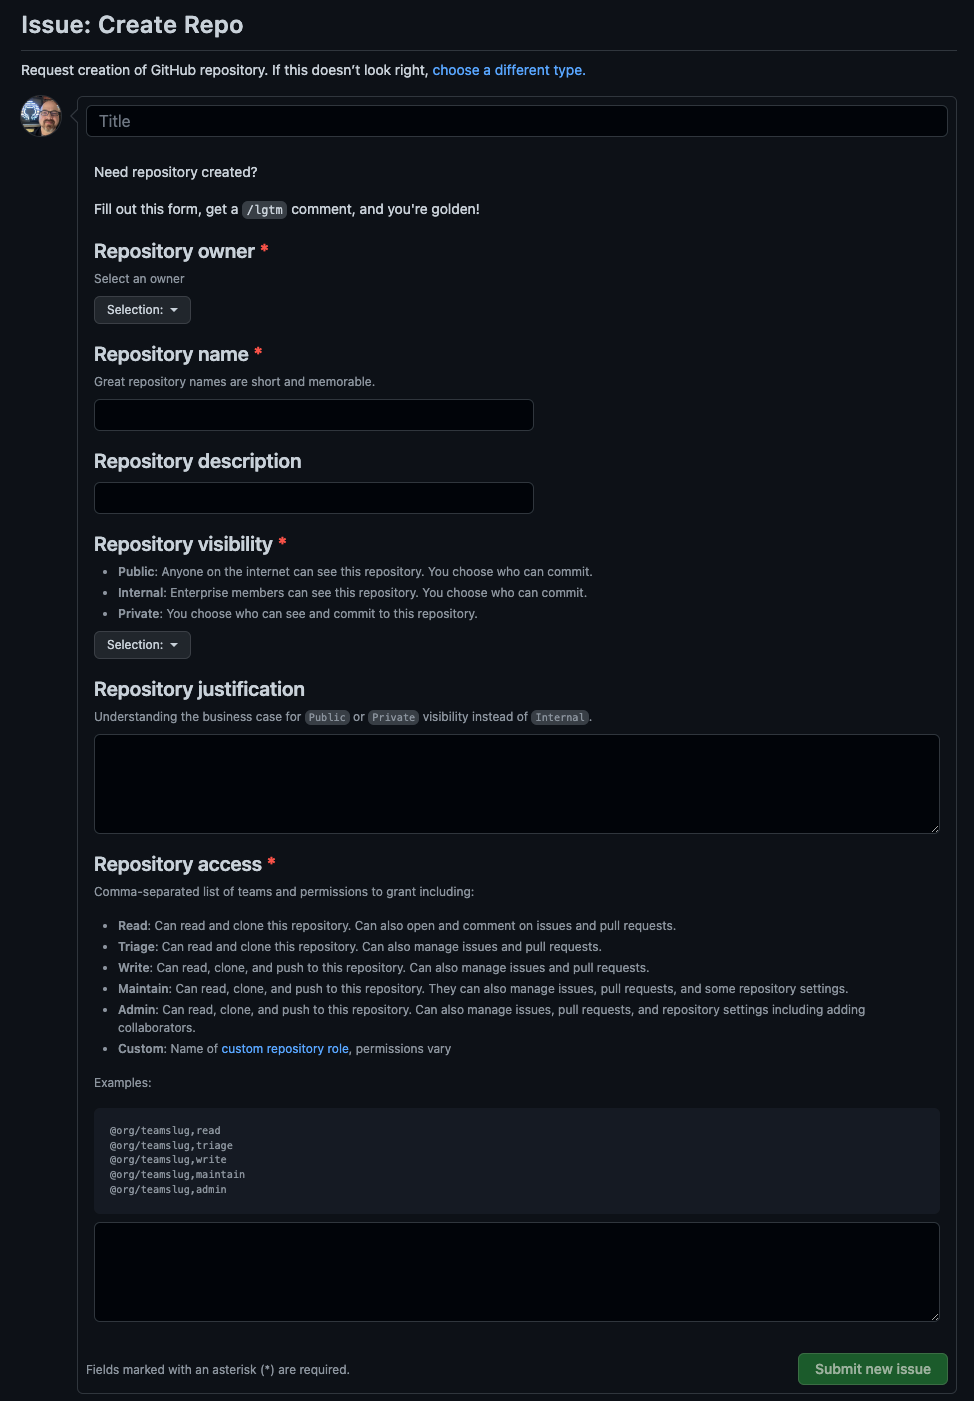 Issue: Create Repo
Request creation of GitHub repository. If this doesn’t look right, choose a different type.
Title
Need repository created?
Fill out this form, get a /lgtm comment, and you're golden!
Repository owner *
Select an owner
Selection:
Repository name *
Great repository names are short and memorable.
Repository description
Repository visibility *
• Public: Anyone on the internet can see this repository. You choose who can commit.
• Internal: Enterprise members can see this repository. You choose who can commit.
• Private: You choose who can see and commit to this repository.
Selection:
Repository justification
Understanding the business case for Public or Private visibility instead of Internal.
Repository access *
Comma-separated list of teams and permissions to grant including:
• Read: Can read and clone this repository. Can also open and comment on issues and pull requests.
• Triage: Can read and clone this repository. Can also manage issues and pull requests.
• Write: Can read, clone, and push to this repository. Can also manage issues and pull requests.
• Maintain: Can read, clone, and push to this repository. They can also manage issues, pull requests, and some repository settings.
• Admin: Can read, clone, and push to this repository. Can also manage issues, pull requests, and repository settings including adding
collaborators.
• Custom: Name of custom repository role, permissions vary
Examples:
@org/teamslug,read
@org/teamslug,triage
@org/teamslug,write
@org/teamslug,maintain
@org/teamslug,admin
Fields marked with an asterisk (*) are required.
Submit new issue